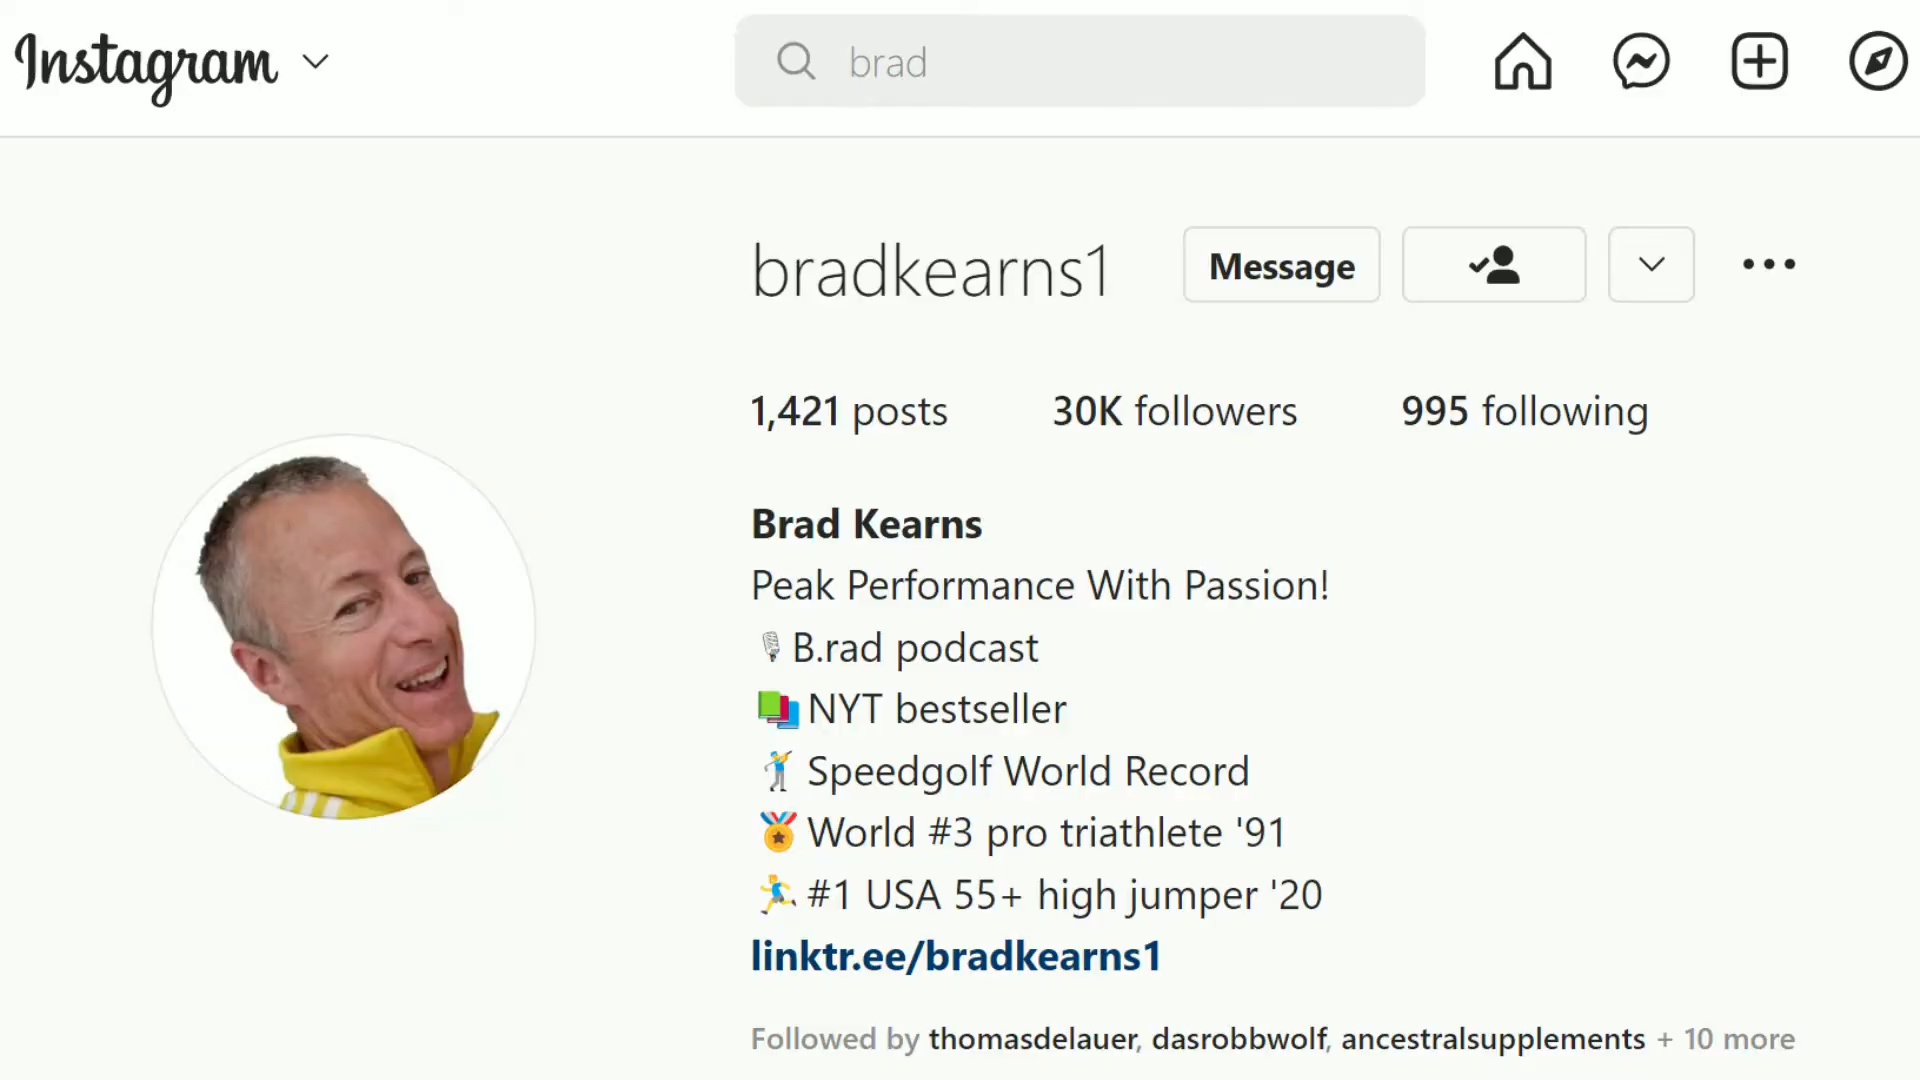 Instagram
brad
bradkearns1
Message
1,421 posts 30K followers 995 following
Brad Kearns
Peak Performance With Passion!
🎙B.rad podcast
📚NYT bestseller
🏌Speedgolf World Record
🏅World #3 pro triathlete '91
🏃#1 USA 55+ high jumper '20
linktr.ee/bradkearns1
Followed by thomasdelauer, dasrobbwolf, ancestralsupplements + 10 more